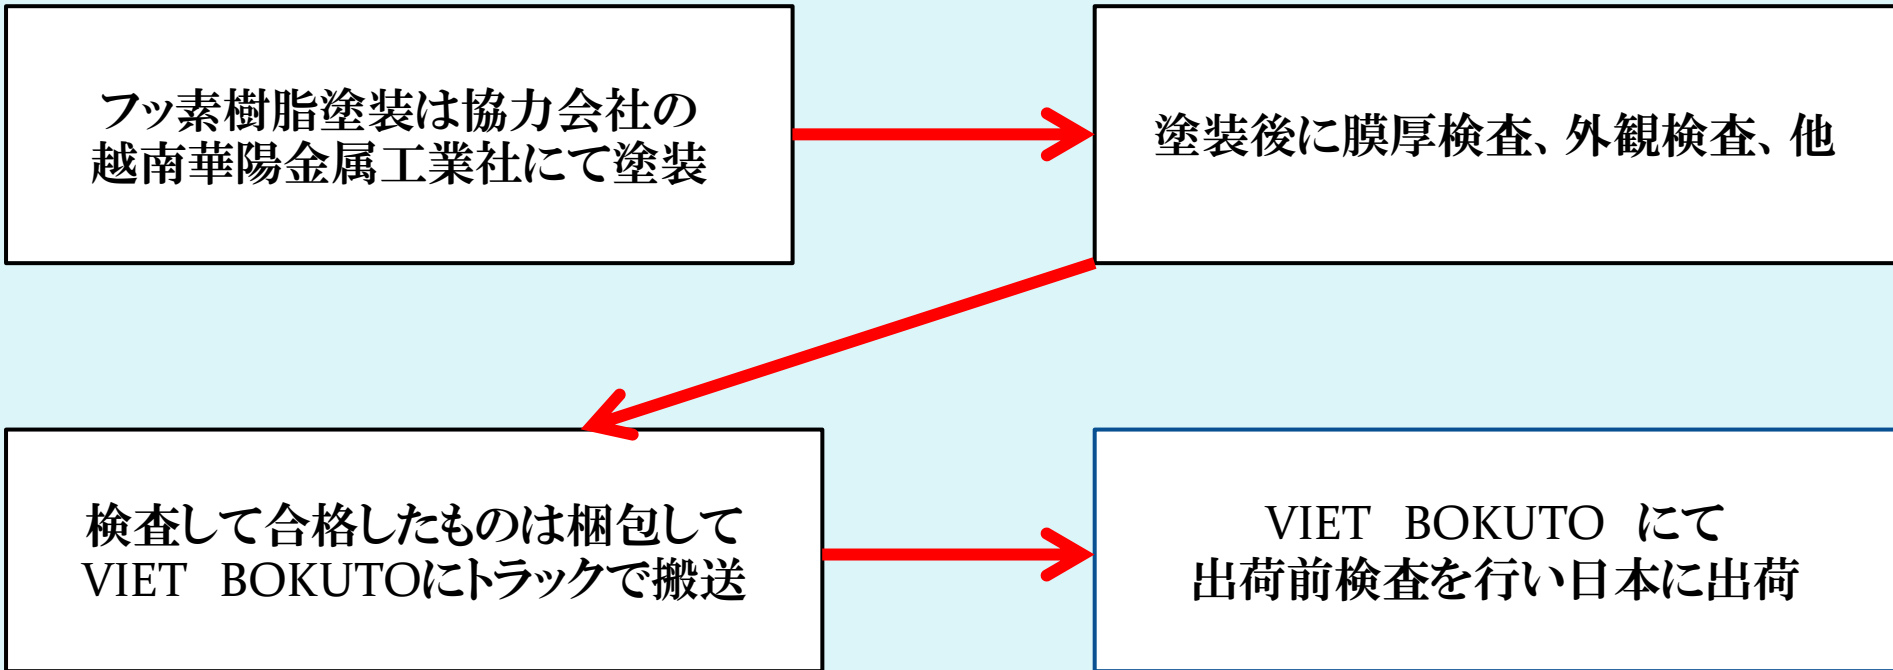 フッ素樹脂塗装は協力会社の
越南華陽金属工業社にて塗装
塗装後に膜厚検査、外観検査、他
検査して合格したものは梱包して
VIET　BOKUTOにトラックで搬送
VIET　BOKUTO にて
出荷前検査を行い日本に出荷